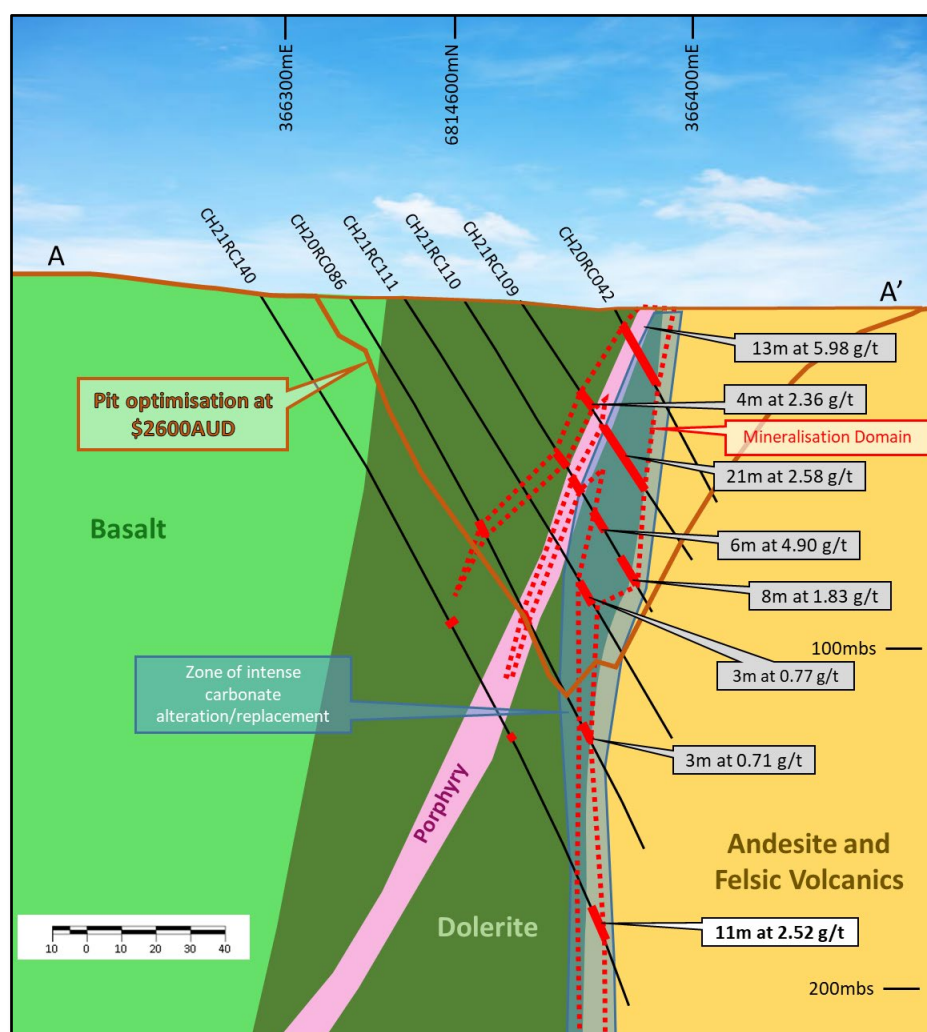 366300mE
6814600mN
366400mE
A
CH21RC140
CH20RC086
CH21RC111
CH21RC110
CH21RC109
CH20RC042
A'
13m at 5.98 g/t
Pit optimisation at
$2600AUD
4m at 2.36 g/t
Mineralisation Domain
21m at 2.58 g/t
Basalt
6m at 4.90 g/t
8m at 1.83 g/t
100mbs
3m at 0.77 g/t
Zone of intense
carbonate
alteration/replacement
3m at 0.71 g/t
Porphyry
Andesite and
Felsic Volcanics
Dolerite
11m at 2.52 g/t
10 0 10 20 30 40
200mbs